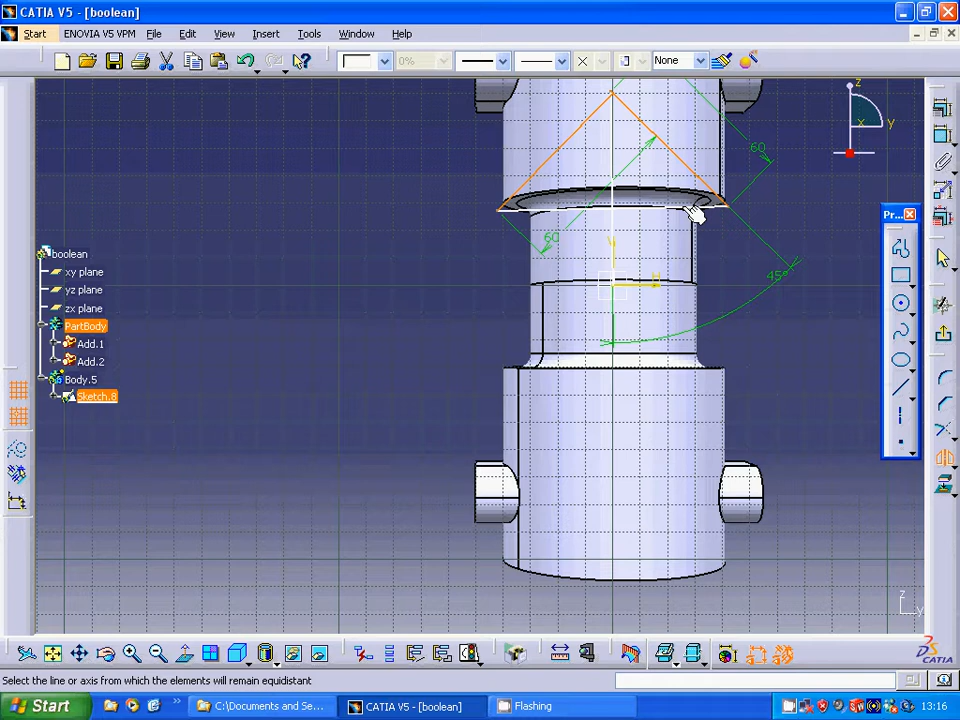 CATIA V5 - [boolean]
Start ENOVIA V5 VPM File Edit View Insert Tools Window Help
0% None
z
x y
60
Pr...
60
V
H
45°
boolean
xy plane
yz plane
zx plane
PartBody
Add.1
Add.2
Body.5
Sketch.8
z
y
DS CATIA
Select the line or axis from which the elements will remain equidistant
Start C:\Documents and Se... CATIA V5 - [boolean] Flashing 13:16